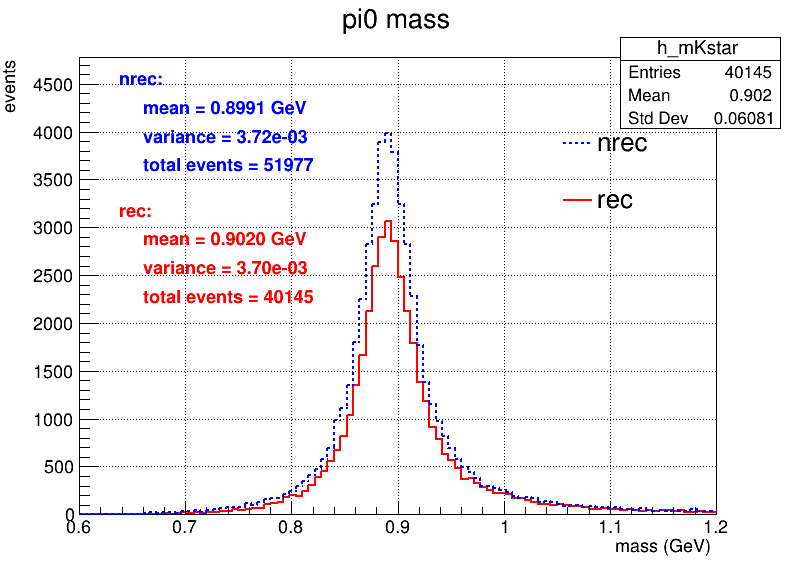 pi0 mass
h_mKstar
Entries 40145
Mean 0.902
Std Dev 0.06081
events
nrec:
mean = 0.8991 GeV
variance = 3.72e-03
total events = 51977
rec:
mean = 0.9020 GeV
variance = 3.70e-03
total events = 40145
nrec
rec
4500
4000
3500
3000
2500
2000
1500
1000
500
0
0.6 0.7 0.8 0.9 1 1.1 1.2
mass (GeV)